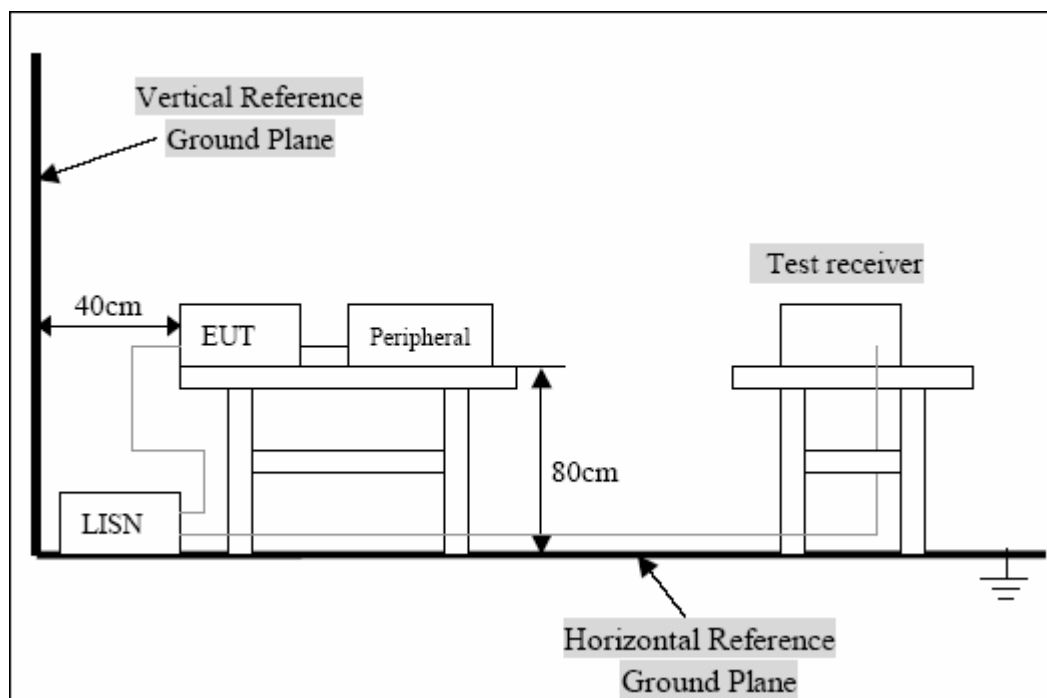 Vertical Reference
Ground Plane
Test receiver
40cm
EUT
Peripheral
80cm
LISN
Horizontal Reference
Ground Plane